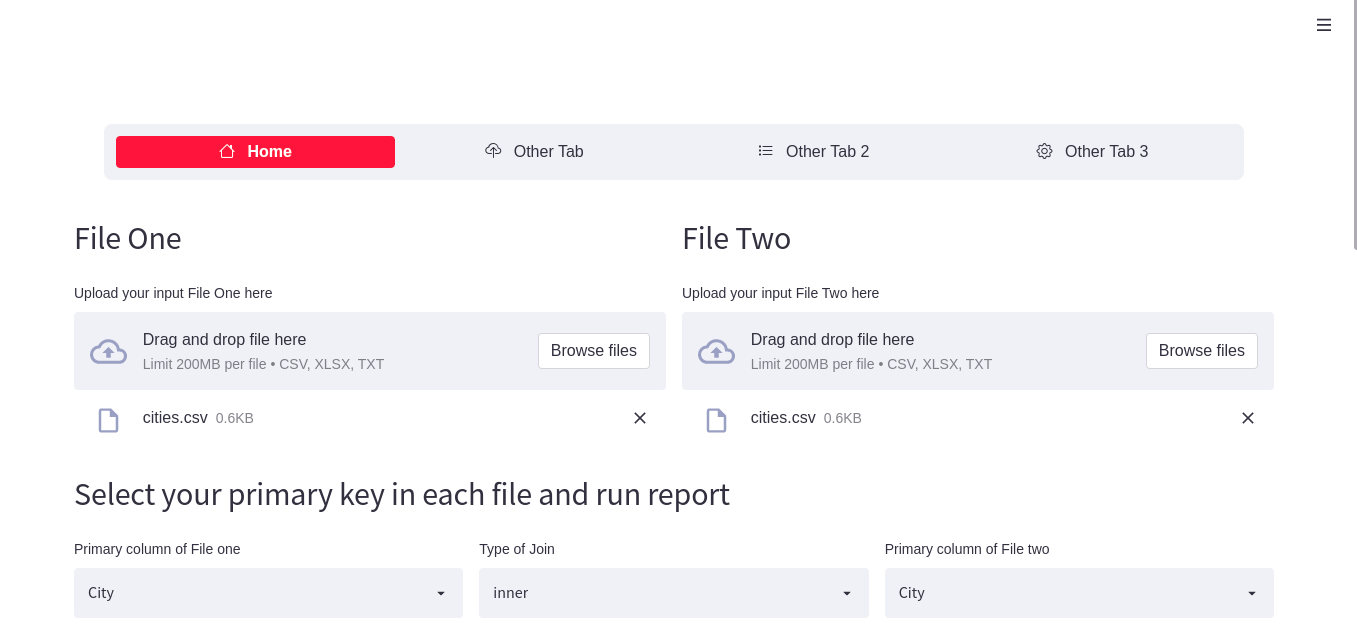 Home Other Tab Other Tab 2 Other Tab 3
File One
Upload your input File One here
Drag and drop file here
Limit 200MB per file • CSV, XLSX, TXT
Browse files
cities.csv 0.6KB
File Two
Upload your input File Two here
Drag and drop file here
Limit 200MB per file • CSV, XLSX, TXT
Browse files
cities.csv 0.6KB
Select your primary key in each file and run report
Primary column of File one
City
Type of Join
inner
Primary column of File two
City